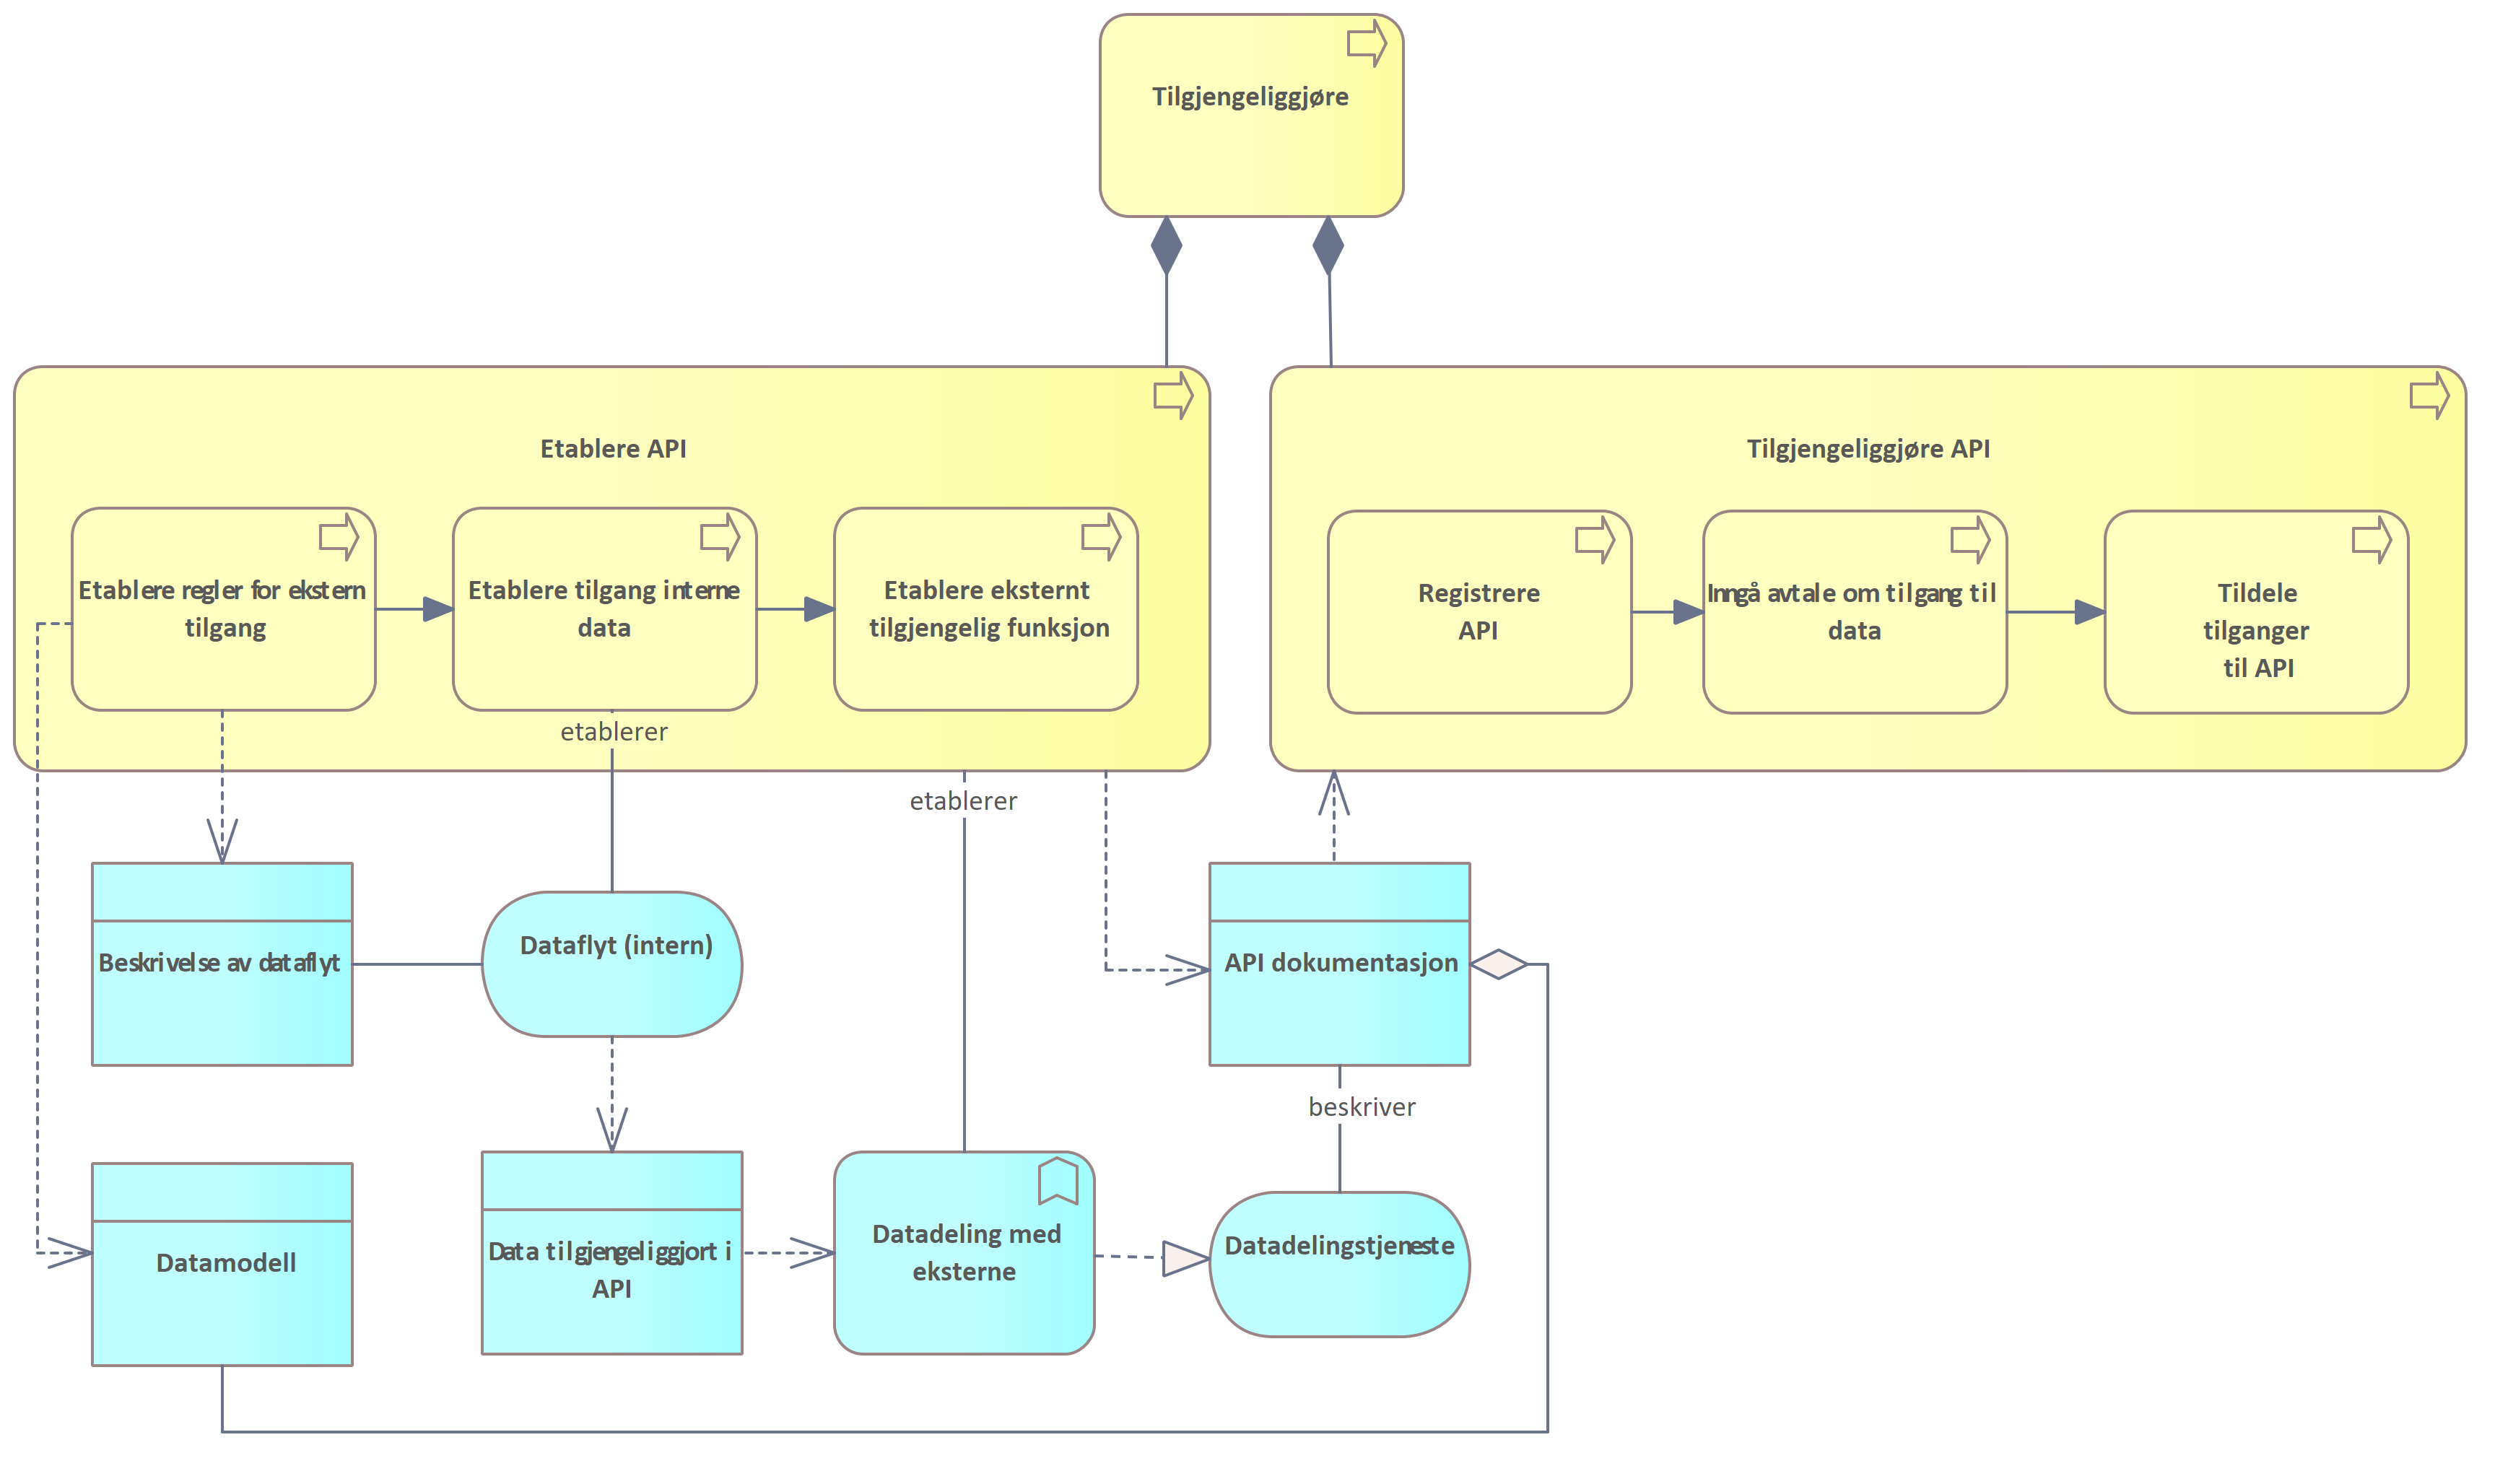 Tilgjengeliggjøre
Etablere API
Tilgjengeliggjøre API
Etablere regler for ekstern
tilgang
Etablere tilgang interne
data
Etablere eksternt
tilgjengelig funksjon
Registrere
API
Inngå avtale om tilgang til
data
Tildele
tilganger
til API
etablerer
etablerer
Beskrivelse av dataflyt
Dataflyt (intern)
API dokumentasjon
beskriver
Datamodell
Data tilgjengeliggjort i
API
Datadeling med
eksterne
Datadelingstjeneste